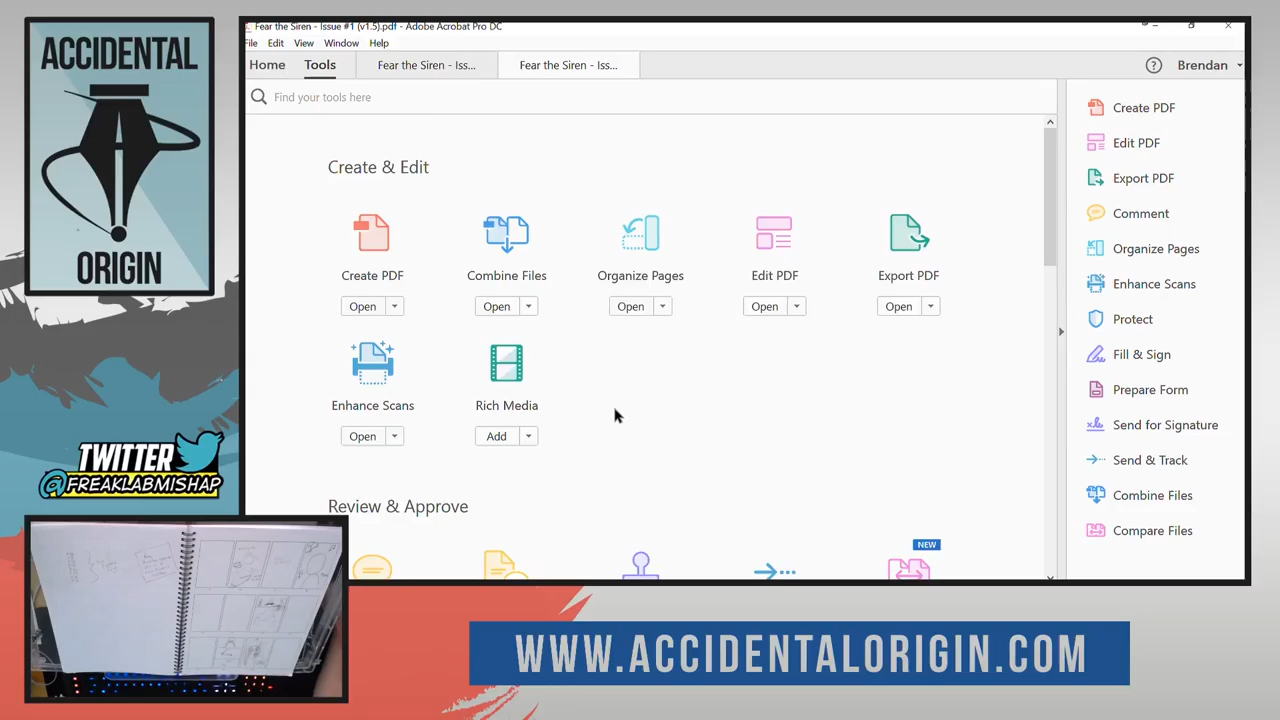 ACCIDENTAL
ORIGIN
TWITTER
@FREAKLABMISHAP
Fear the Siren - Issue #1 (v1.5).pdf - Adobe Acrobat Pro DC
File Edit View Window Help
Home Tools Fear the Siren - Iss... Fear the Siren - Iss... ? Brendan
Find your tools here
Create & Edit
Create PDF Combine Files Organize Pages Edit PDF Export PDF
Open Open Open Open Open
Enhance Scans Rich Media
Open Add
Review & Approve
NEW
Create PDF
Edit PDF
Export PDF
Comment
Organize Pages
Enhance Scans
Protect
Fill & Sign
Prepare Form
Send for Signature
Send & Track
Combine Files
Compare Files
WWW.ACCIDENTALORIGIN.COM